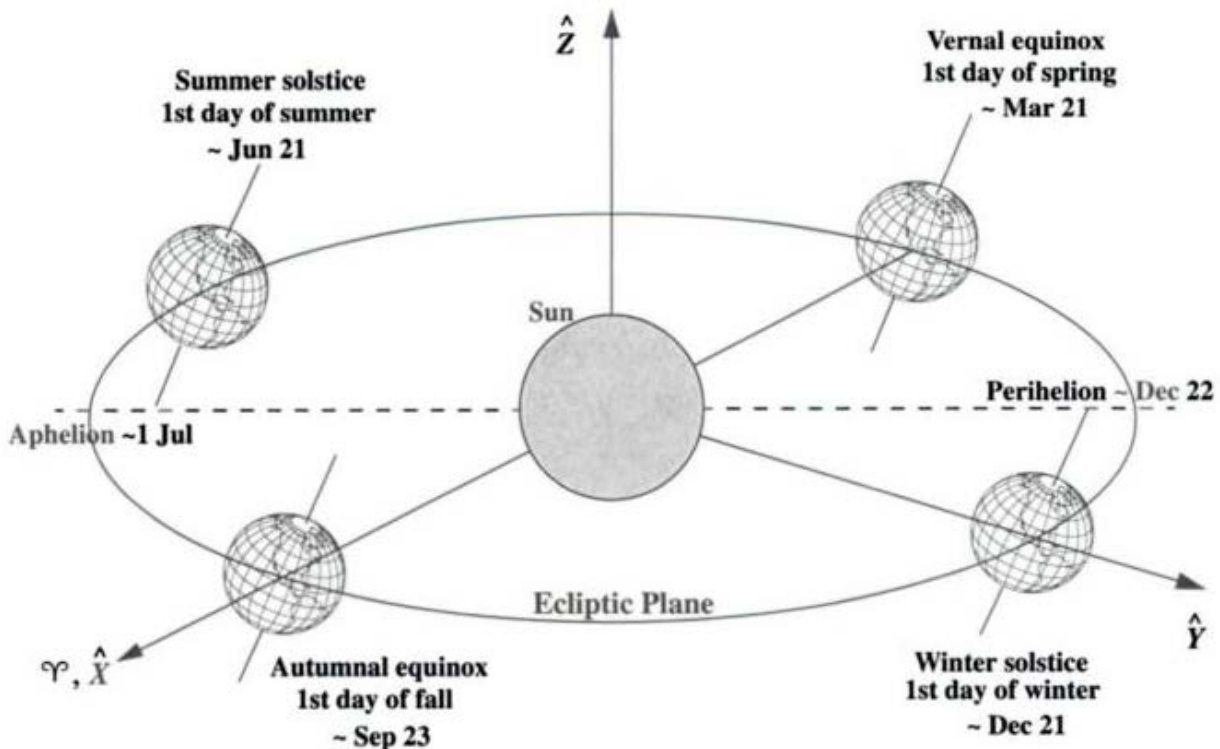 Ẑ
Vernal equinox
1st day of spring
~ Mar 21
Summer solstice
1st day of summer
~ Jun 21
Sun
Perihelion ~ Dec 22
Aphelion ~1 Jul
Ecliptic Plane
Ŷ
♈, X̂
Autumnal equinox
1st day of fall
~ Sep 23
Winter solstice
1st day of winter
~ Dec 21